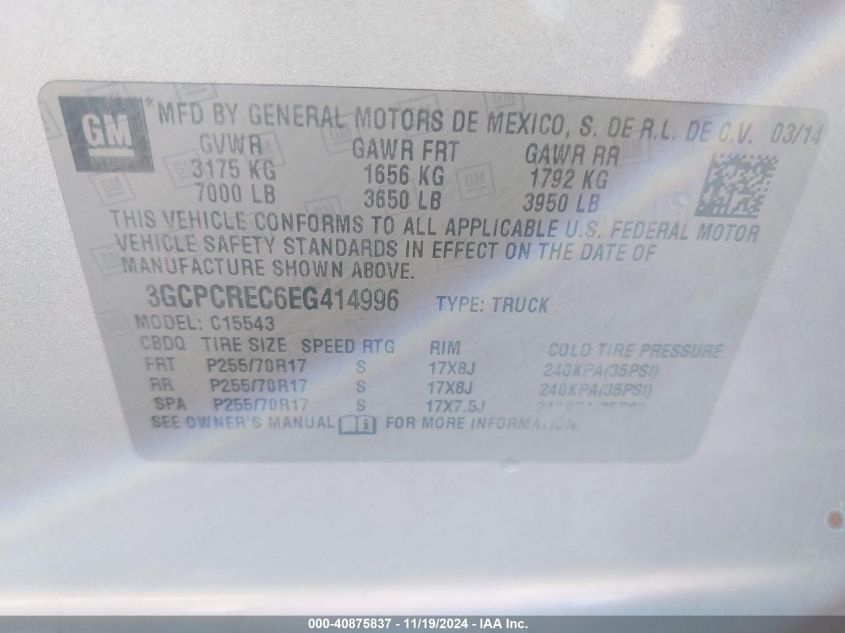 GM ® MFD BY GENERAL MOTORS DE MEXICO, S. DE R.L. DE C.V. 03/14
GVWR GAWR FRT GAWR RR
3175 KG 1656 KG 1792 KG
7000 LB 3650 LB 3950 LB
THIS VEHICLE CONFORMS TO ALL APPLICABLE U.S. FEDERAL MOTOR
VEHICLE SAFETY STANDARDS IN EFFECT ON THE DATE OF
MANUFACTURE SHOWN ABOVE.
3GCPCREC6EG414996 TYPE: TRUCK
MODEL: C15543
CBDQ TIRE SIZE SPEED RTG RIM COLD TIRE PRESSURE
FRT P255/70R17 S 17X8J 240KPA(35PSI)
RR P255/70R17 S 17X8J 240KPA(35PSI)
SPA P255/70R17 S 17X7.5J 240KPA(35PSI)
SEE OWNER'S MANUAL i FOR MORE INFORMATION.
000-40875837 - 11/19/2024 - IAA Inc.